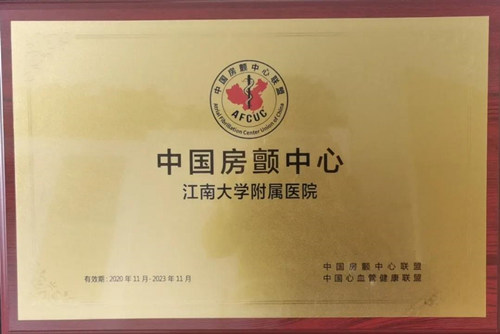 中国房颤中心联盟
AFCUC
Atrial Fibrillation Center Union of China
中国房颤中心
江南大学附属医院
有效期:2020年11月-2023年11月
中国房颤中心联盟
中国心血管健康联盟